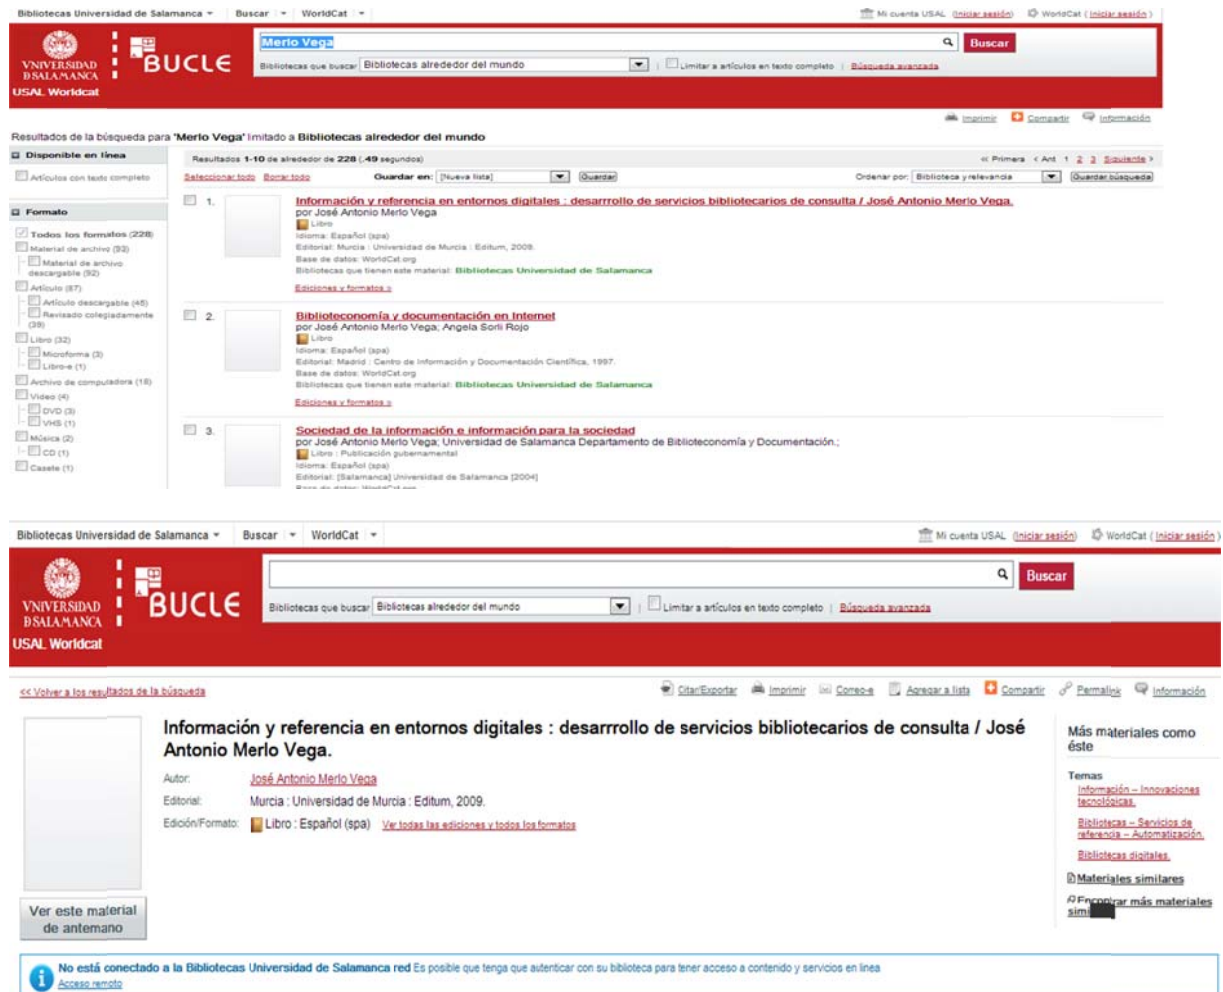 Bibliotecas Universidad de Salamanca Buscar WorldCat Mi cuenta USAL (Iniciar sesión) WorldCat (Iniciar sesión)
VNIVERSIDAD
D SALAMANCA
BUCLE
Merlo Vega Buscar
Bibliotecas que buscar Bibliotecas alrededor del mundo | Limitar a artículos en texto completo | Búsqueda avanzada
USAL Worldcat
Imprimir Compartir Información
Resultados de la búsqueda para 'Merlo Vega' limitado a Bibliotecas alrededor del mundo
Disponible en línea
Artículos con texto completo
Formato
Todos los formatos (228)
Material de archivo (92)
Material de archivo
descargable (92)
Artículo (87)
Artículo descargable (45)
Revisado colegiadamente
(39)
Libro (32)
Microforma (3)
Libro-e (1)
Archivo de computadora (18)
Video (4)
DVD (3)
VHS (1)
Música (2)
CD (1)
Casete (1)
Resultados 1-10 de alrededor de 228 (.49 segundos) << Primera < Ant 1 2 3 Siguiente >
Seleccionar todo Borrar todo Guardar en: [Nueva lista] Guardar Ordenar por: Biblioteca y relevancia Guardar búsqueda
1. Información y referencia en entornos digitales : desarrrollo de servicios bibliotecarios de consulta / José Antonio Merlo Vega.
por José Antonio Merlo Vega
Libro
Idioma: Español (spa)
Editorial: Murcia : Universidad de Murcia : Editum, 2009.
Base de datos: WorldCat.org
Bibliotecas que tienen este material: Bibliotecas Universidad de Salamanca
Ediciones y formatos »
2. Biblioteconomía y documentación en Internet
por José Antonio Merlo Vega; Angela Sorli Rojo
Libro
Idioma: Español (spa)
Editorial: Madrid : Centro de Información y Documentación Científica, 1997.
Base de datos: WorldCat.org
Bibliotecas que tienen este material: Bibliotecas Universidad de Salamanca
Ediciones y formatos »
3. Sociedad de la información e información para la sociedad
por José Antonio Merlo Vega; Universidad de Salamanca Departamento de Biblioteconomía y Documentación.;
Libro : Publicación gubernamental
Idioma: Español (spa)
Editorial: [Salamanca] Universidad de Salamanca [2004]
Base de datos: WorldCat.org
Bibliotecas Universidad de Salamanca Buscar WorldCat Mi cuenta USAL (Iniciar sesión) WorldCat ( Iniciar sesión )
VNIVERSIDAD
D SALAMANCA
BUCLE
Buscar
Bibliotecas que buscar Bibliotecas alrededor del mundo | Limitar a artículos en texto completo | Búsqueda avanzada
USAL Worldcat
<< Volver a los resultados de la búsqueda Citar/Exportar Imprimir Correo-e Agregar a lista Compartir Permalink Información
Información y referencia en entornos digitales : desarrrollo de servicios bibliotecarios de consulta / José
Antonio Merlo Vega.
Autor: José Antonio Merlo Vega
Editorial: Murcia : Universidad de Murcia : Editum, 2009.
Edición/Formato: Libro : Español (spa) Ver todas las ediciones y todos los formatos
Ver este material
de antemano
Más materiales como
éste
Temas
Información – Innovaciones
tecnológicas.
Bibliotecas – Servicios de
referencia – Automatización.
Bibliotecas digitales.
Materiales similares
Encontrar más materiales
No está conectado a la Bibliotecas Universidad de Salamanca red Es posible que tenga que autenticar con su biblioteca para tener acceso a contenido y servicios en línea
Acceso remoto